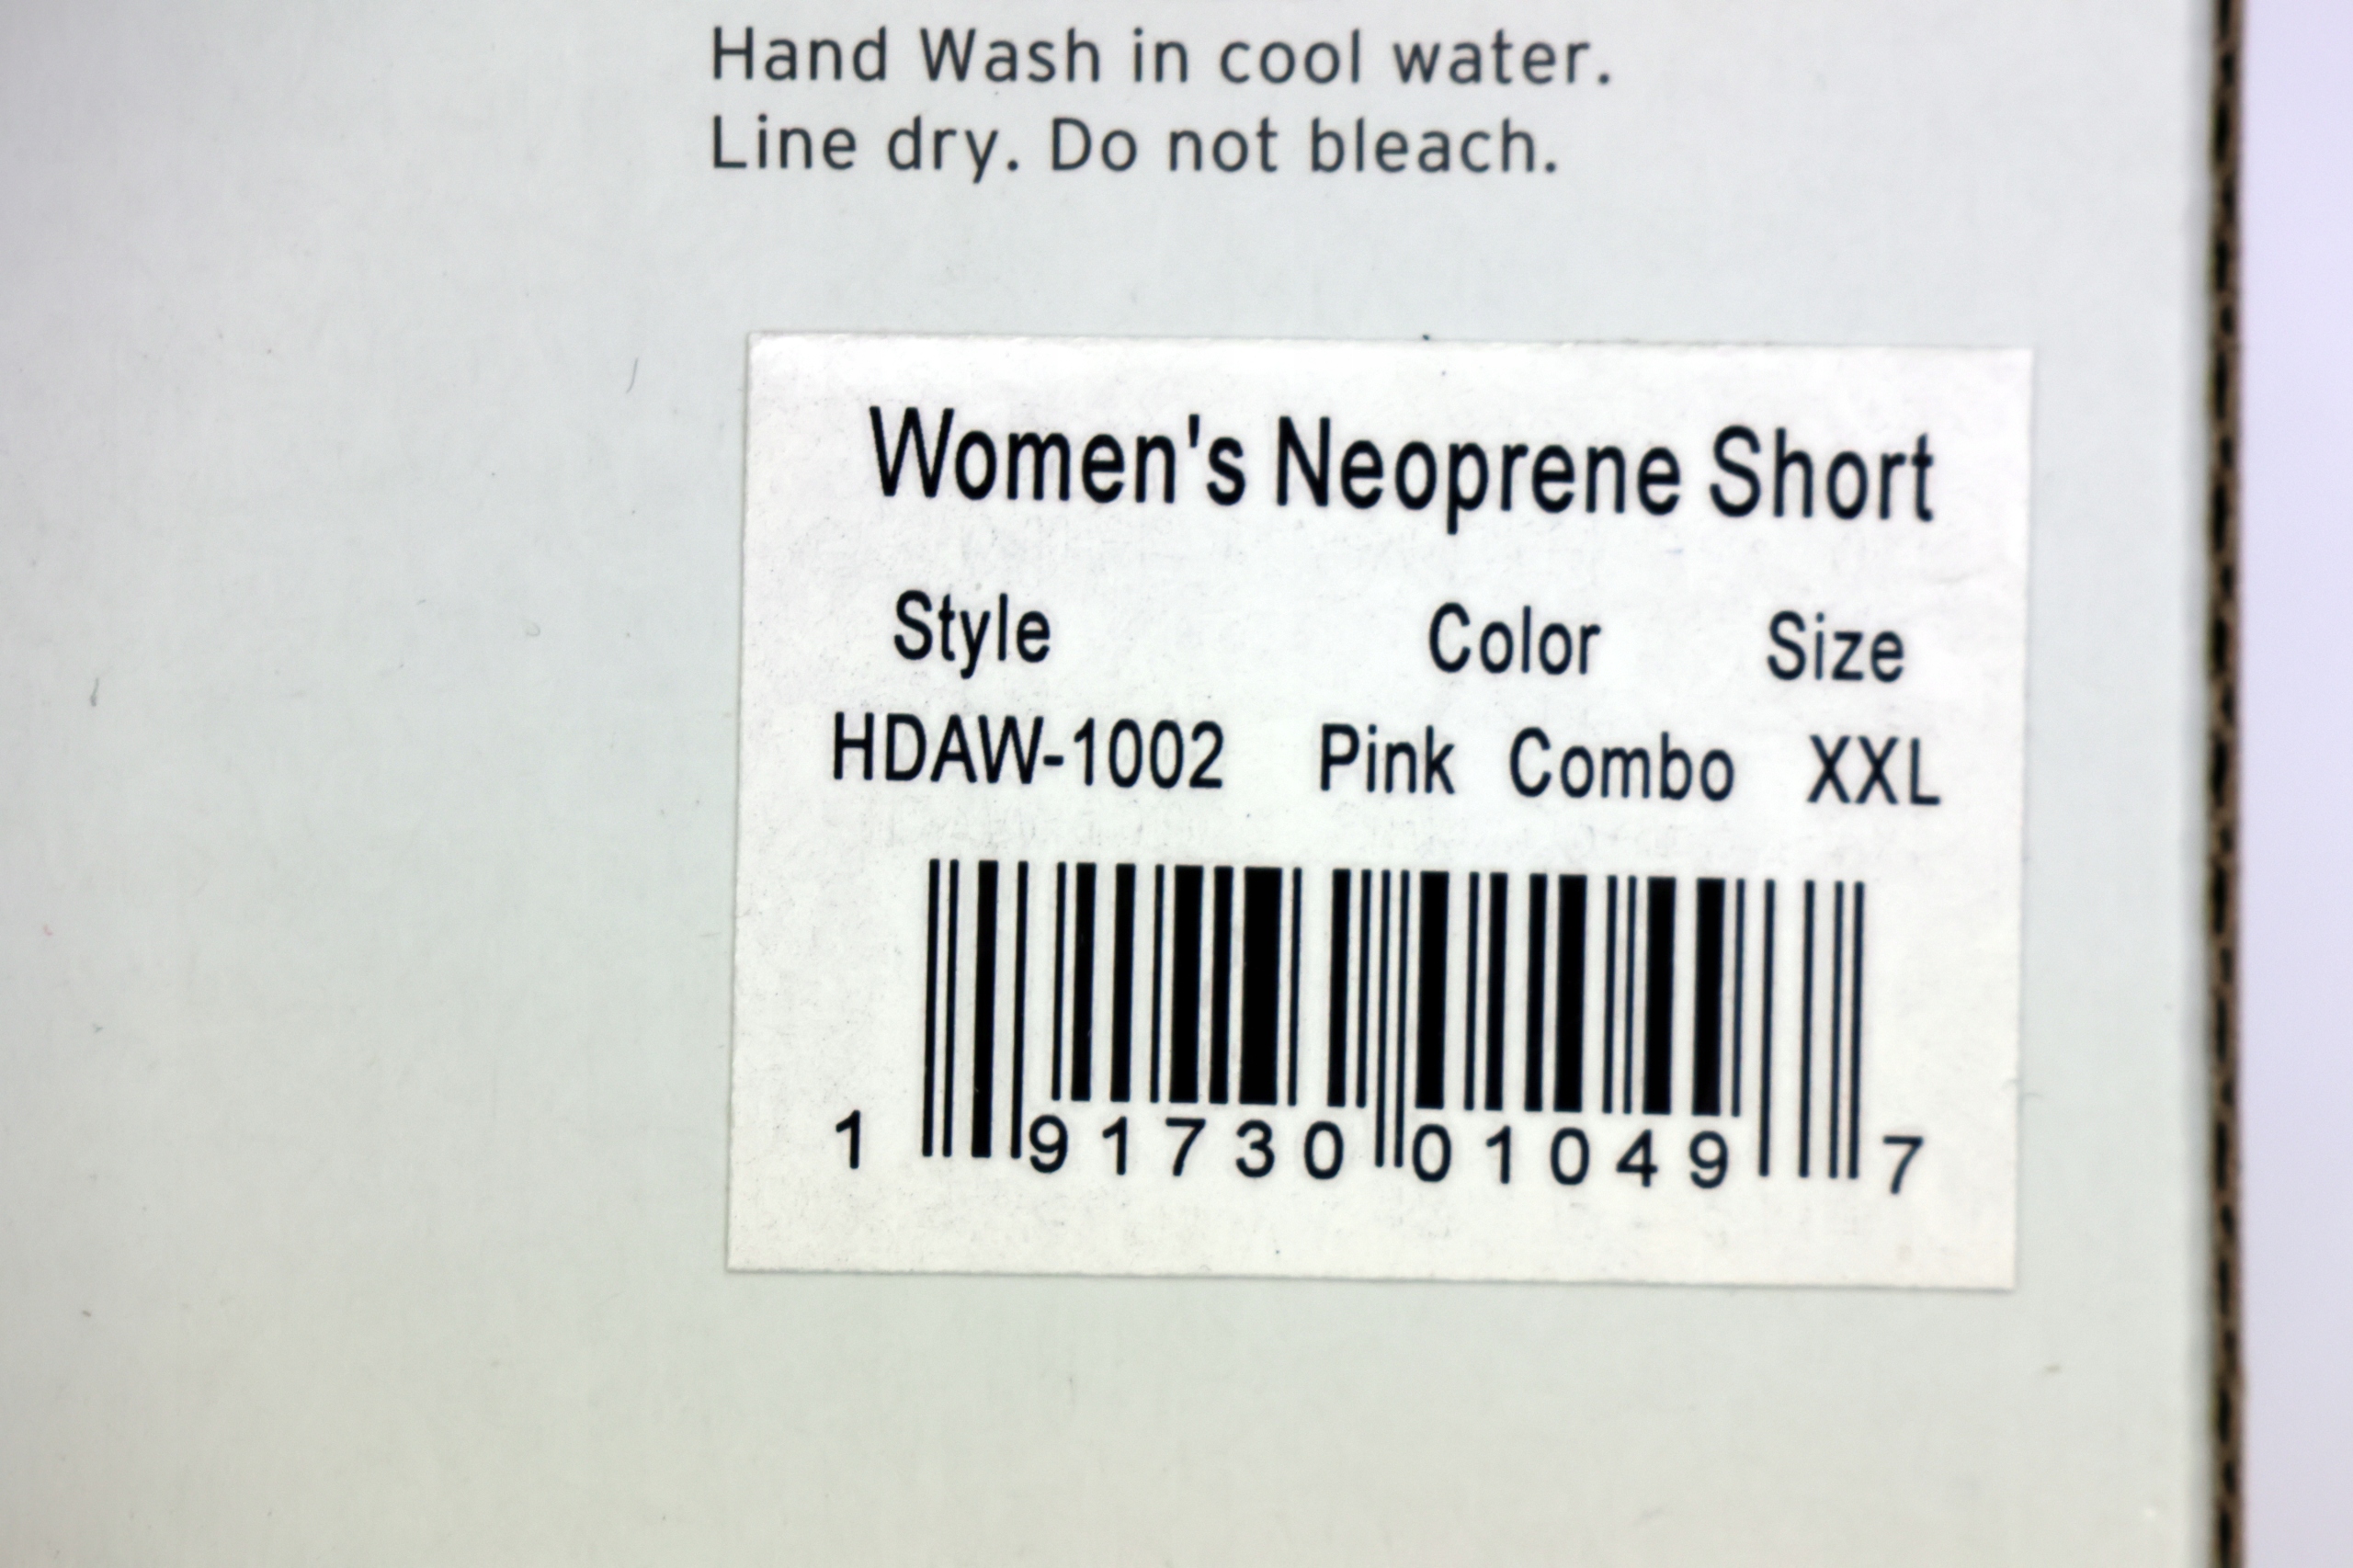 Hand Wash in cool water.
Line dry. Do not bleach.
Women's Neoprene Short
Style Color Size
HDAW-1002 Pink Combo XXL
1 91730 01049 7